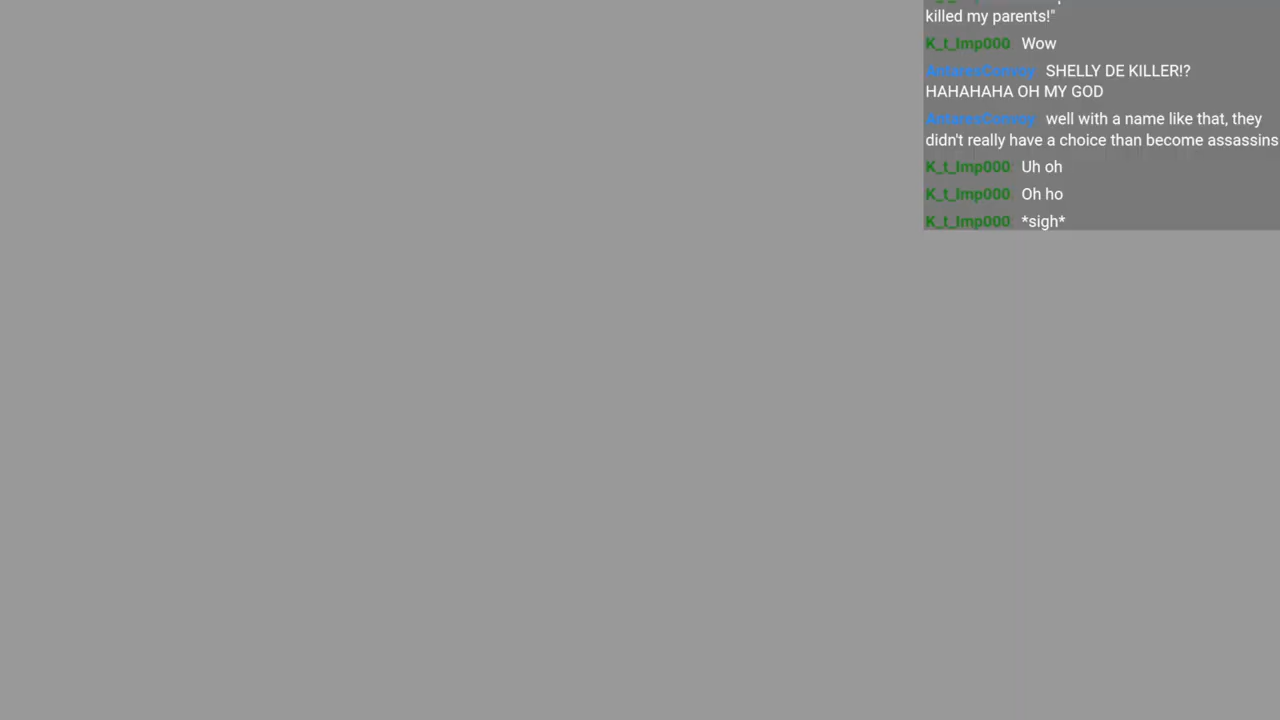 killed my parents!"
K_t_Imp000: Wow
AntaresConvoy: SHELLY DE KILLER!?
HAHAHAHA OH MY GOD
AntaresConvoy: well with a name like that, they
didn't really have a choice than become assassins
K_t_Imp000: Uh oh
K_t_Imp000: Oh ho
K_t_Imp000: *sigh*